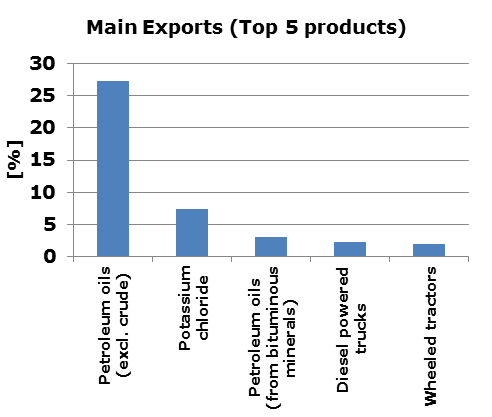 Main Exports (Top 5 products)
[%]
30
25
20
15
10
5
0
Petroleum oils
(excl. crude)
Potassium
chloride
Petroleum oils
(from bituminous
minerals)
Diesel powered
trucks
Wheeled tractors